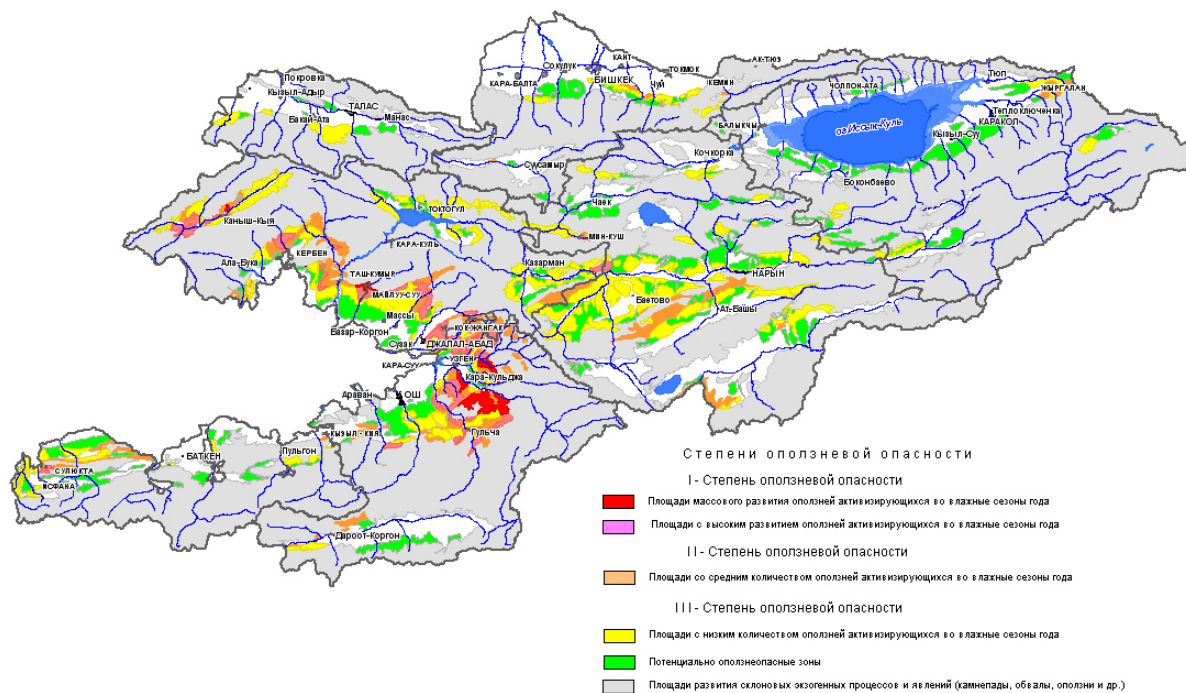 КАНТ
Сокулук
ТОКМОК
АК-ТЮЗ
Покровка
КАРА-БАЛТА
БИШКЕК
Чуй
КЕМИН
Тюп
Кызыл-Адыр
ТАЛАС
ЧОЛПОН-АТА
ЖЫРГАЛАН
Бакай-Ата
Манас
Теплоключенка
БАЛЫКЧЫ
оз Иссык-Куль
КАРАКОЛ
Кызыл-Суу
Кочкорка
Суусамыр
Боконбаево
Чаек
Каныш-Кыя
ТОКТОГУЛ
МИН-КУШ
КАРА-КУЛЬ
КЕРБЕН
Ала-Бука
Казарман
НАРЫН
ТАШ-КУМЫР
МАЙЛУУ-СУУ
Баетово
Массы
Ат-Башы
Базар-Коргон
КОК-ЖАНГАК
Сузак
ДЖАЛАЛ-АБАД
УЗГЕН
КАРА-СУУ
Кара-Кульджа
Араван
ОШ
КЫЗЫЛ-КИЯ
Гульча
Пульгон
БАТКЕН
СУЛЮКТА
ИСФАНА
Дароот-Коргон
Степени оползневой опасности
I - Степень оползневой опасности
Площади массового развития оползней активизирующихся во влажные сезоны года
Площади с высоким развитием оползней активизирующихся во влажные сезоны года
II - Степень оползневой опасности
Площади со средним количеством оползней активизирующихся во влажные сезоны года
III - Степень оползневой опасности
Площади с низким количеством оползней активизирующихся во влажные сезоны года
Потенциально оползнеопасные зоны
Площади развития склоновых экзогенных процессов и явлений (камнепады, обвалы, оползни и др.)